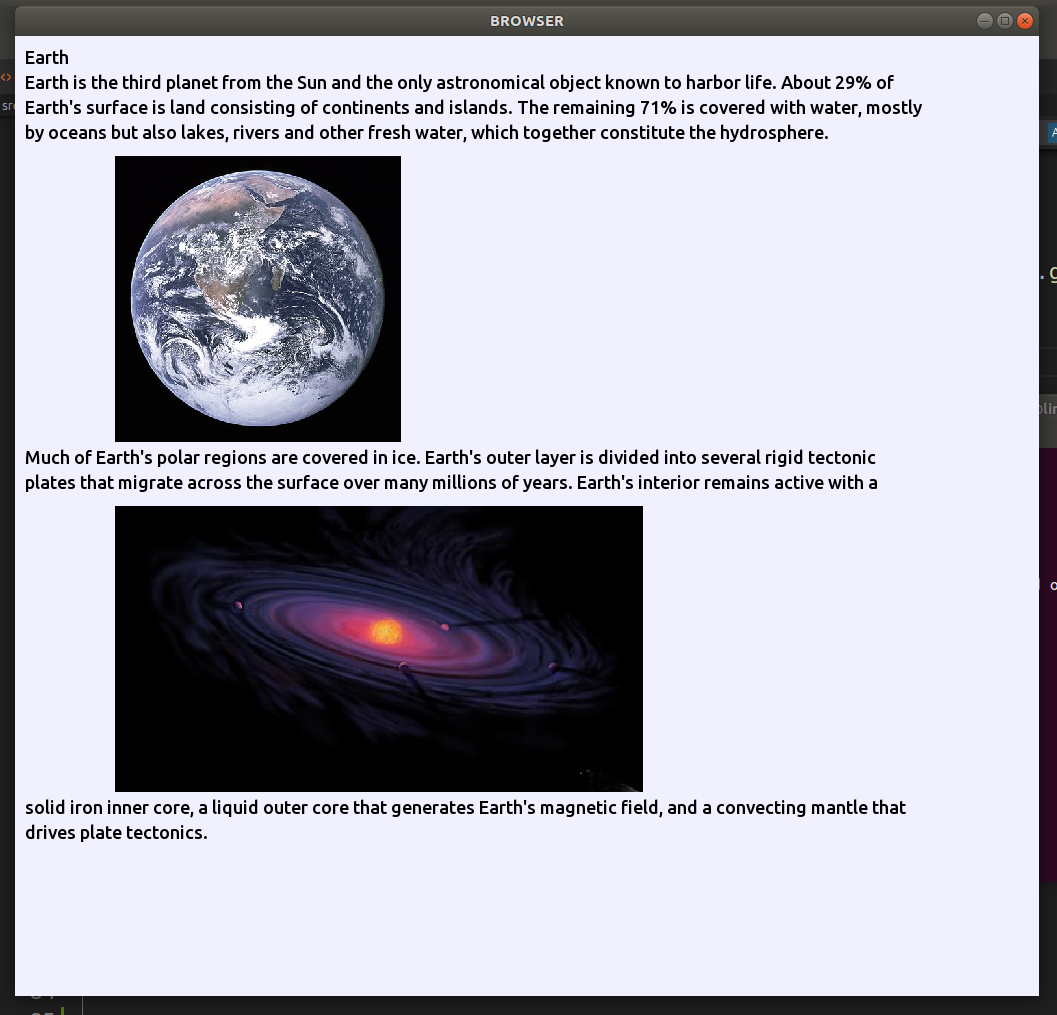 BROWSER
Earth
Earth is the third planet from the Sun and the only astronomical object known to harbor life. About 29% of
Earth's surface is land consisting of continents and islands. The remaining 71% is covered with water, mostly
by oceans but also lakes, rivers and other fresh water, which together constitute the hydrosphere.
Much of Earth's polar regions are covered in ice. Earth's outer layer is divided into several rigid tectonic
plates that migrate across the surface over many millions of years. Earth's interior remains active with a
solid iron inner core, a liquid outer core that generates Earth's magnetic field, and a convecting mantle that
drives plate tectonics.